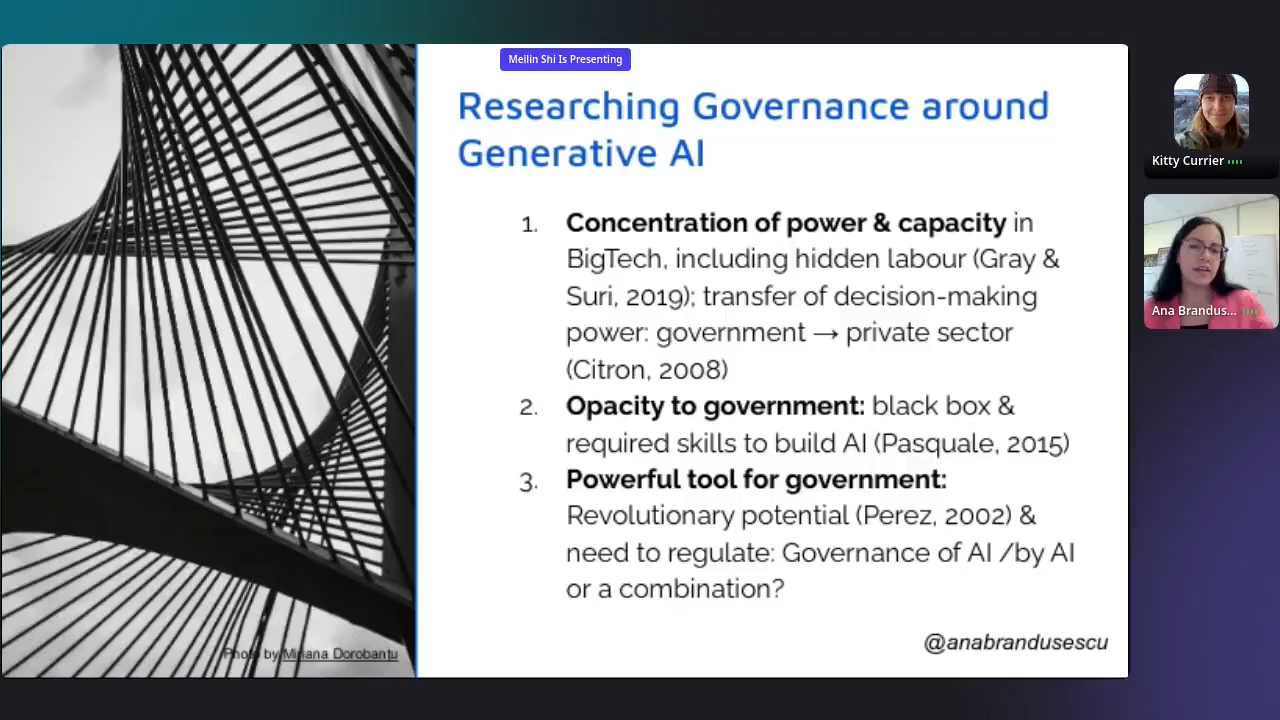 Meilin Shi Is Presenting
Researching Governance around
Generative AI
1. Concentration of power & capacity in
BigTech, including hidden labour (Gray &
Suri, 2019); transfer of decision-making
power: government → private sector
(Citron, 2008)
2. Opacity to government: black box &
required skills to build AI (Pasquale, 2015)
3. Powerful tool for government:
Revolutionary potential (Perez, 2002) &
need to regulate: Governance of AI /by AI
or a combination?
@anabrandusescu
Photo by Miriana Dorobanțu
Kitty Currier
Ana Brandus...